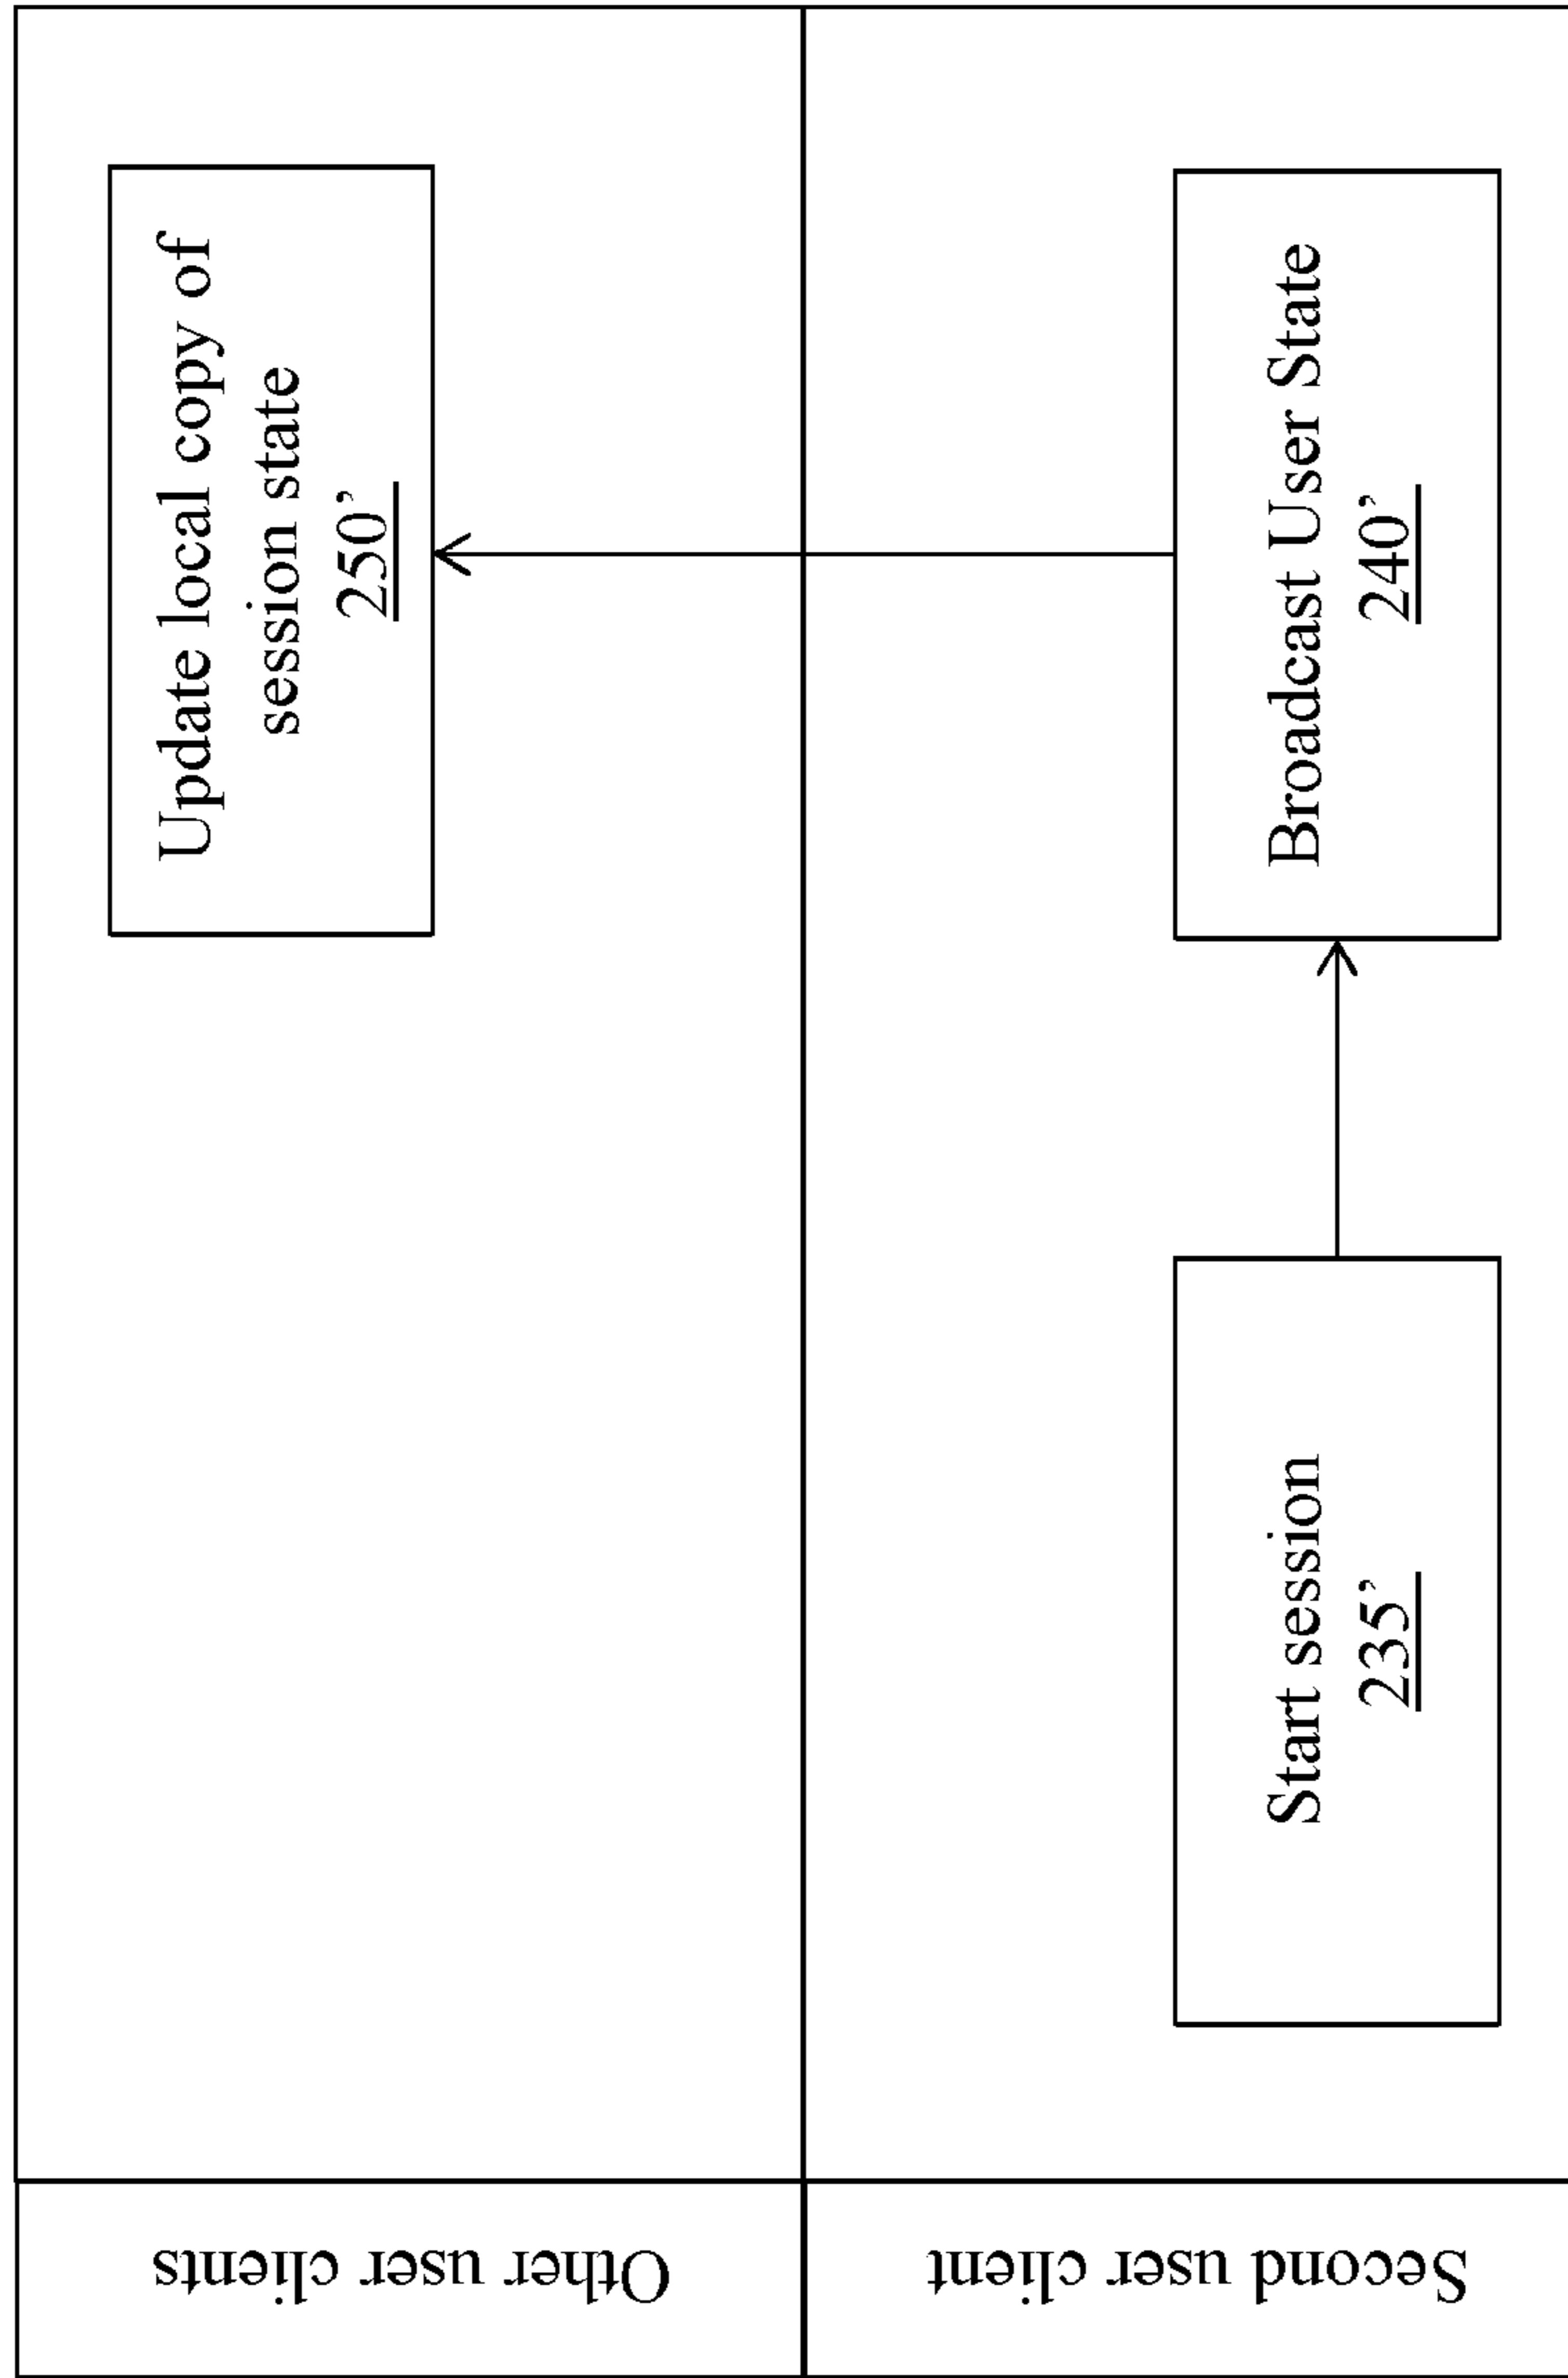 Other user clients
Update local copy of
session state
250’
Second user client
Start session
235’
Broadcast User State
240’